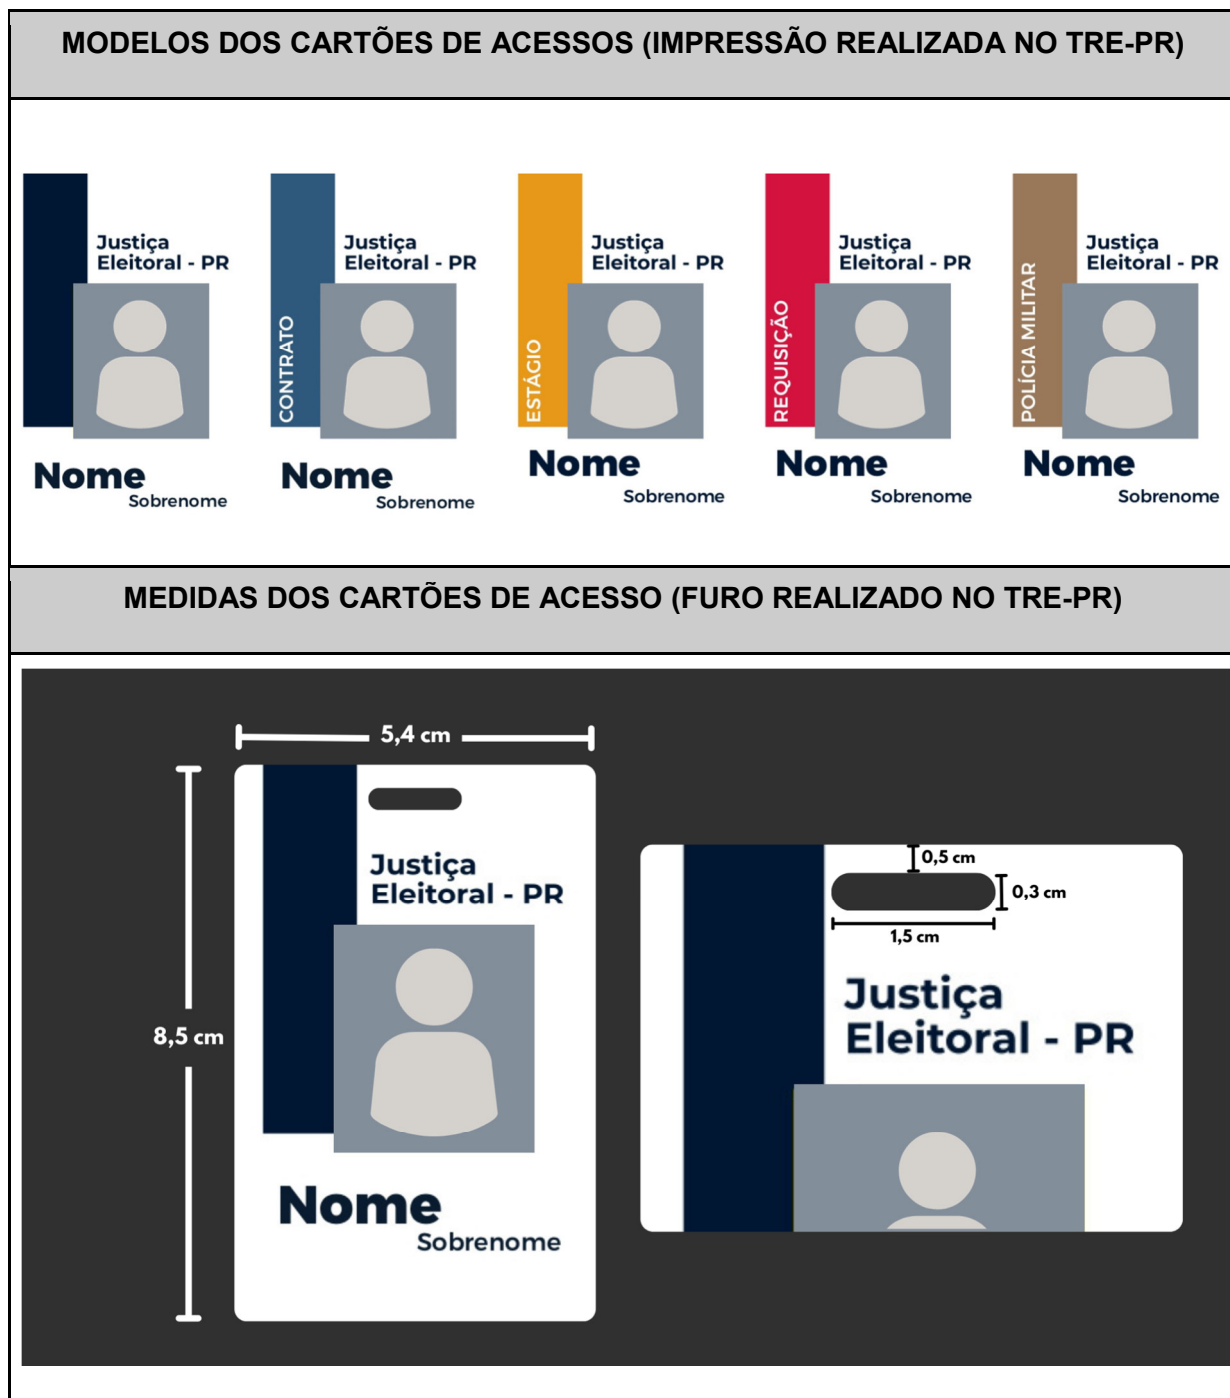 MODELOS DOS CARTÕES DE ACESSOS (IMPRESSÃO REALIZADA NO TRE-PR)
Justiça
Eleitoral - PR
Nome
Sobrenome
CONTRATO
Justiça
Eleitoral - PR
Nome
Sobrenome
ESTÁGIO
Justiça
Eleitoral - PR
Nome
Sobrenome
REQUISIÇÃO
Justiça
Eleitoral - PR
Nome
Sobrenome
POLÍCIA MILITAR
Justiça
Eleitoral - PR
Nome
Sobrenome
MEDIDAS DOS CARTÕES DE ACESSO (FURO REALIZADO NO TRE-PR)
5,4 cm
8,5 cm
Justiça
Eleitoral - PR
Nome
Sobrenome
0,5 cm
0,3 cm
1,5 cm
Justiça
Eleitoral - PR